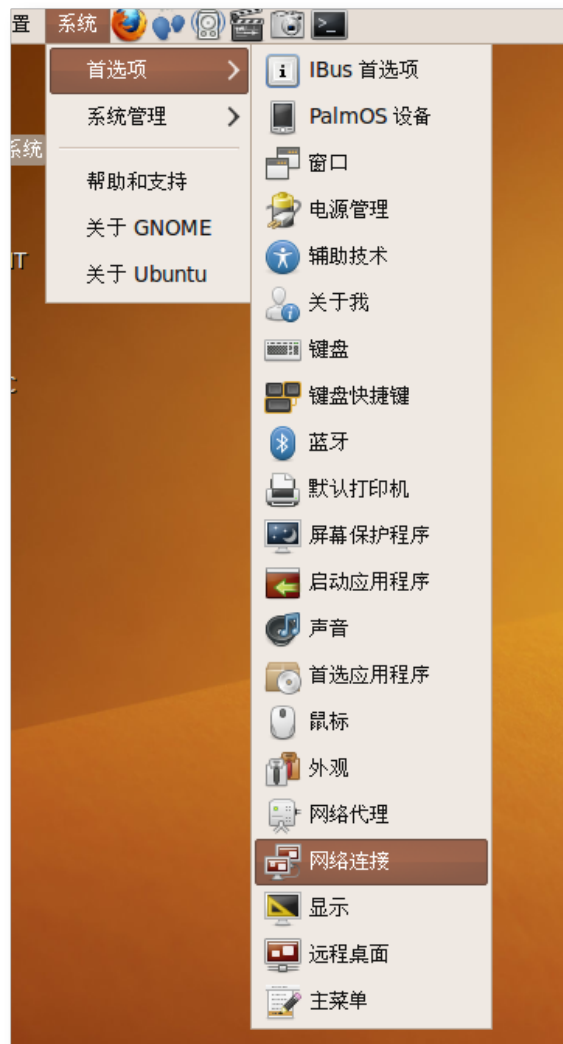 置 系统
首选项
系统管理
帮助和支持
关于 GNOME
关于 Ubuntu
系统
IT
IBus 首选项
PalmOS 设备
窗口
电源管理
辅助技术
关于我
键盘
键盘快捷键
蓝牙
默认打印机
屏幕保护程序
启动应用程序
声音
首选应用程序
鼠标
外观
网络代理
网络连接
显示
远程桌面
主菜单